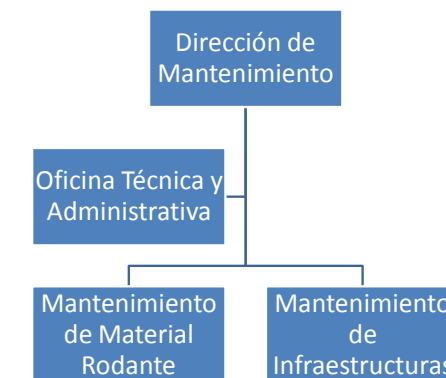 Dirección de
Mantenimiento
Oficina Técnica y
Administrativa
Mantenimiento
de Material
Rodante
Mantenimiento
de
Infraestructuras